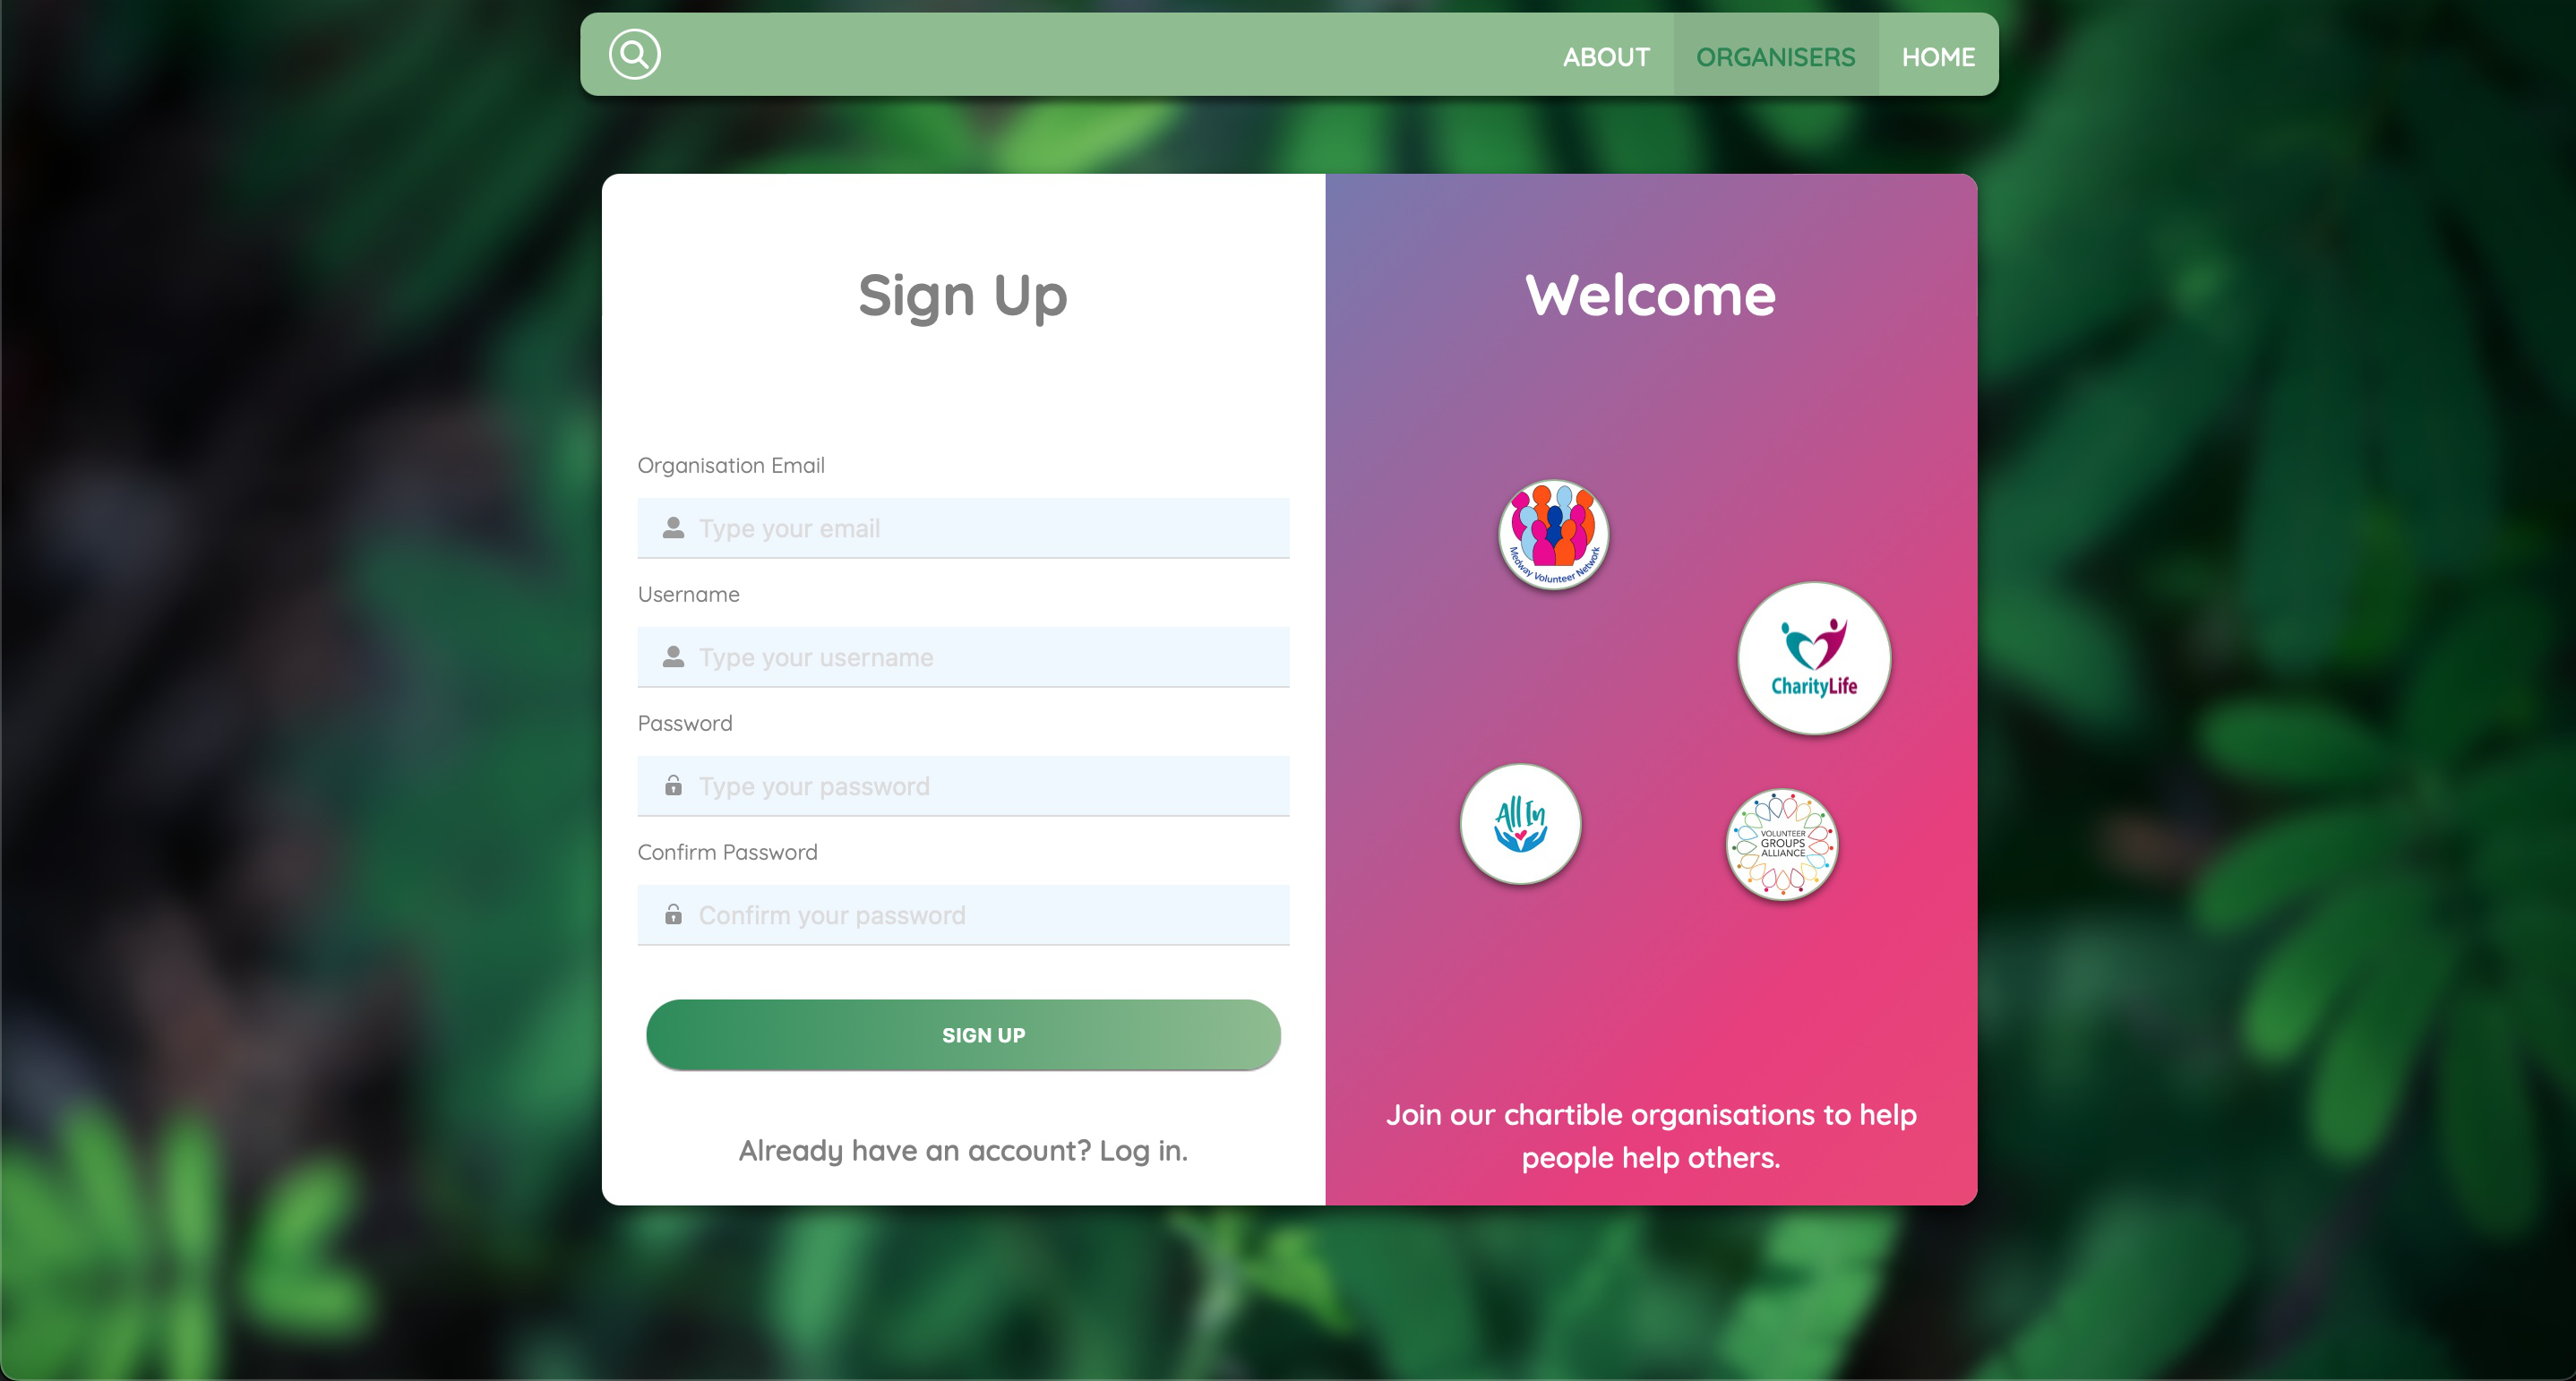 ABOUT
ORGANISERS
HOME
Sign Up
Organisation Email
Type your email
Username
Type your username
Password
Type your password
Confirm Password
Confirm your password
SIGN UP
Already have an account? Log in.
Welcome
Medway Volunteer Network
CharityLife
All In
VOLUNTEER
GROUPS
ALLIANCE
Join our chartible organisations to help
people help others.